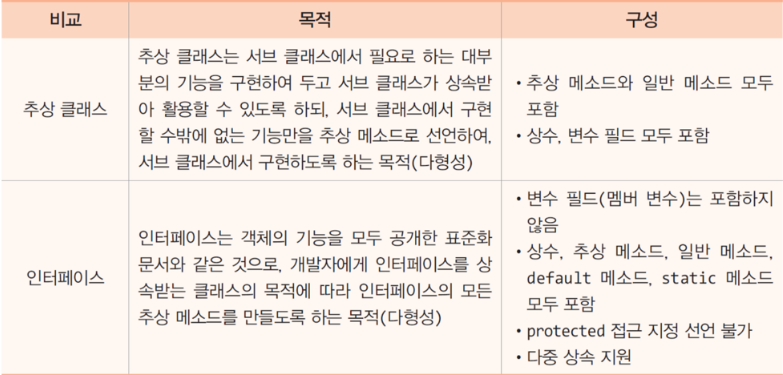 비교
목적
구성
추상 클래스
추상 클래스는 서브 클래스에서 필요로 하는 대부
분의 기능을 구현하여 두고 서브 클래스가 상속받
아 활용할 수 있도록 하되, 서브 클래스에서 구현
할 수밖에 없는 기능만을 추상 메소드로 선언하여,
서브 클래스에서 구현하도록 하는 목적(다형성)
• 추상 메소드와 일반 메소드 모두
포함
• 상수, 변수 필드 모두 포함
인터페이스
인터페이스는 객체의 기능을 모두 공개한 표준화
문서와 같은 것으로, 개발자에게 인터페이스를 상
속받는 클래스의 목적에 따라 인터페이스의 모든
추상 메소드를 만들도록 하는 목적(다형성)
• 변수 필드(멤버 변수)는 포함하지
않음
• 상수, 추상 메소드, 일반 메소드,
default 메소드, static 메소드
모두 포함
• protected 접근 지정 선언 불가
• 다중 상속 지원